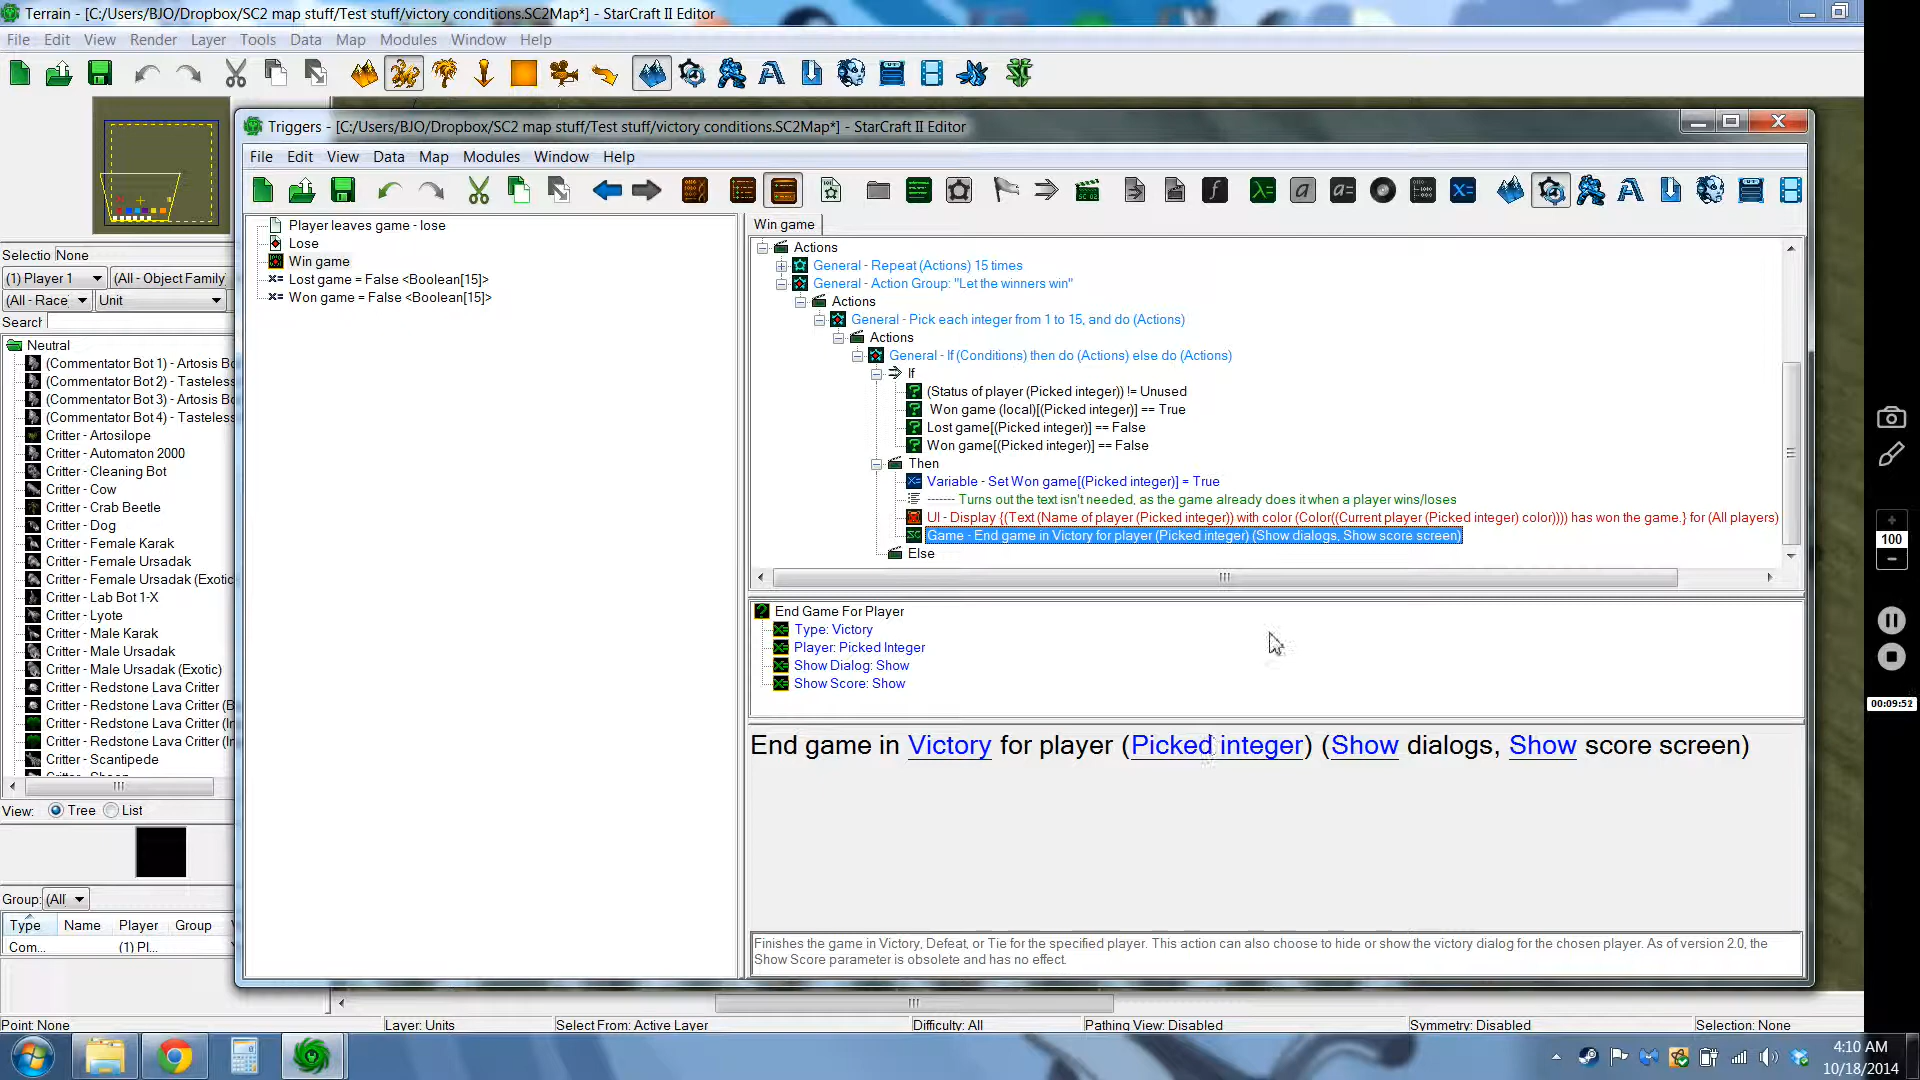 Terrain - [C:/Users/BJO/Dropbox/SC2 map stuff/Test stuff/victory conditions.SC2Map*] - StarCraft II Editor
File Edit View Render Layer Tools Data Map Modules Window Help
Triggers - [C:/Users/BJO/Dropbox/SC2 map stuff/Test stuff/victory conditions.SC2Map*] - StarCraft II Editor
File Edit View Data Map Modules Window Help
Player leaves game - lose
Lose
Win game
Lost game = False <Boolean[15]>
Won game = False <Boolean[15]>
Win game
Actions
General - Repeat (Actions) 15 times
General - Action Group: "Let the winners win"
Actions
General - Pick each integer from 1 to 15, and do (Actions)
Actions
General - If (Conditions) then do (Actions) else do (Actions)
If
(Status of player (Picked integer)) != Unused
Won game (local)[(Picked integer)] == True
Lost game[(Picked integer)] == False
Won game[(Picked integer)] == False
Then
Variable - Set Won game[(Picked integer)] = True
------- Turns out the text isn't needed, as the game already does it when a player wins/loses
UI - Display {(Text (Name of player (Picked integer)) with color (Color((Current player (Picked integer) color)))) has won the game.} for (All players)
Game - End game in Victory for player (Picked integer) (Show dialogs, Show score screen)
Else
End Game For Player
Type: Victory
Player: Picked Integer
Show Dialog: Show
Show Score: Show
End game in Victory for player (Picked integer) (Show dialogs, Show score screen)
Finishes the game in Victory, Defeat, or Tie for the specified player. This action can also choose to hide or show the victory dialog for the chosen player. As of version 2.0, the
Show Score parameter is obsolete and has no effect.
Selectio None
(1) Player 1 (All - Object Family)
(All - Race Unit
Search
Neutral
(Commentator Bot 1) - Artosis Bo
(Commentator Bot 2) - Tasteless
(Commentator Bot 3) - Artosis Bo
(Commentator Bot 4) - Tasteless
Critter - Artosilope
Critter - Automaton 2000
Critter - Cleaning Bot
Critter - Cow
Critter - Crab Beetle
Critter - Dog
Critter - Female Karak
Critter - Female Ursadak
Critter - Female Ursadak (Exotic
Critter - Lab Bot 1-X
Critter - Lyote
Critter - Male Karak
Critter - Male Ursadak
Critter - Male Ursadak (Exotic)
Critter - Redstone Lava Critter
Critter - Redstone Lava Critter (B
Critter - Redstone Lava Critter (In
Critter - Redstone Lava Critter (In
Critter - Scantipede
View: Tree List
Group: (All
Type Name Player Group
Com... (1) Pl...
Point: None Layer: Units Select From: Active Layer Difficulty: All Pathing View: Disabled Symmetry: Disabled Selection: None
100
00:09:52
4:10 AM
10/18/2014